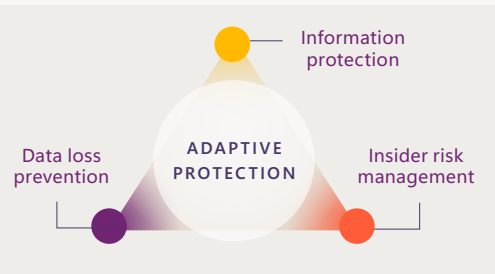 Information
protection
ADAPTIVE
PROTECTION
Data loss
prevention
Insider risk
management